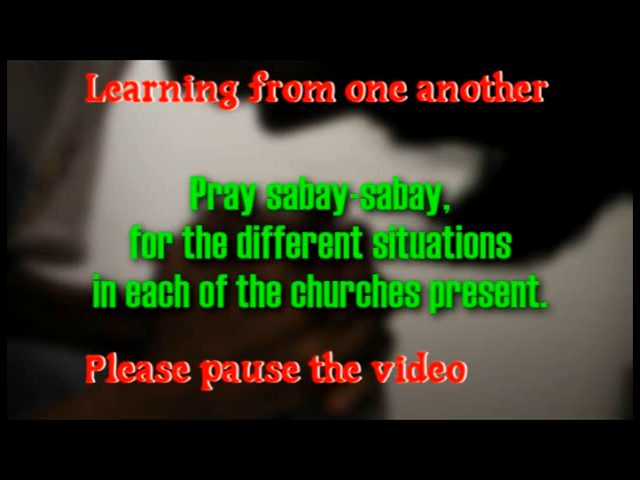 Learning from one another
Pray sabay-sabay,
for the different situations
in each of the churches present.
Please pause the video